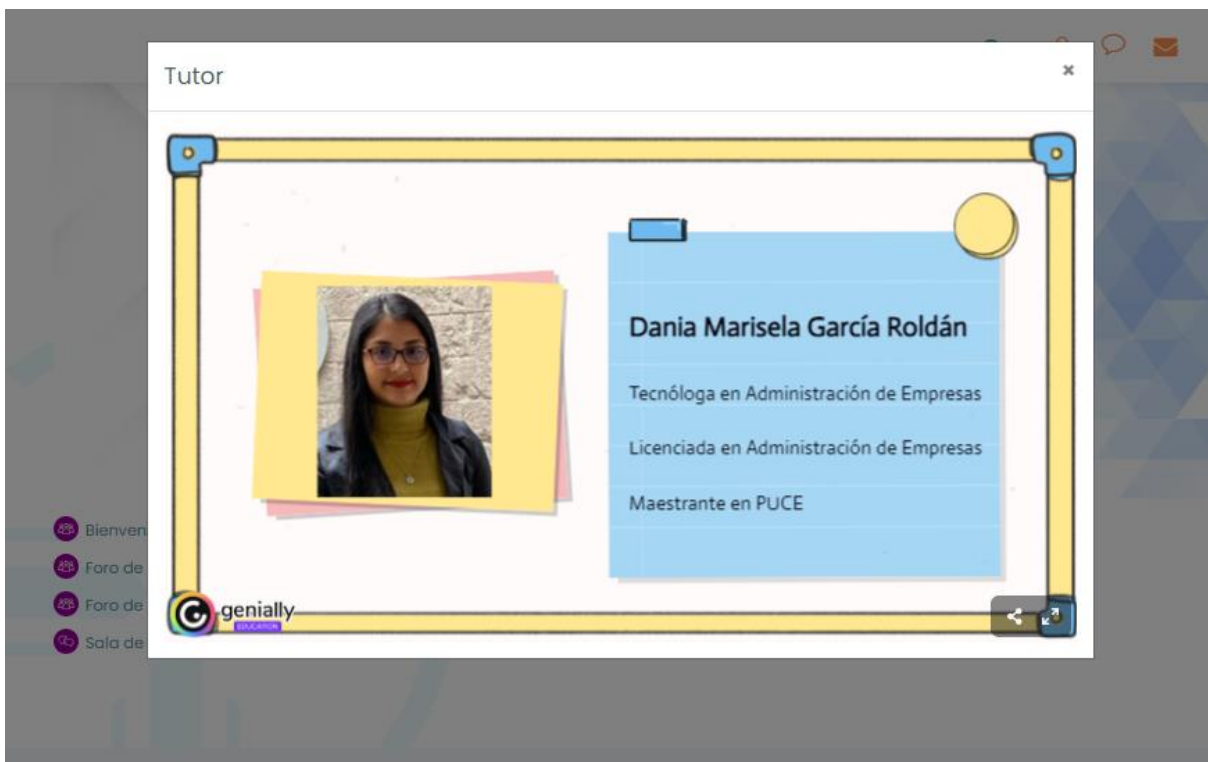 Tutor
Dania Marisela García Roldán
Tecnóloga en Administración de Empresas
Licenciada en Administración de Empresas
Maestrante en PUCE
Bienven
Foro de
Foro de
Sala de
genially
EDUCATION